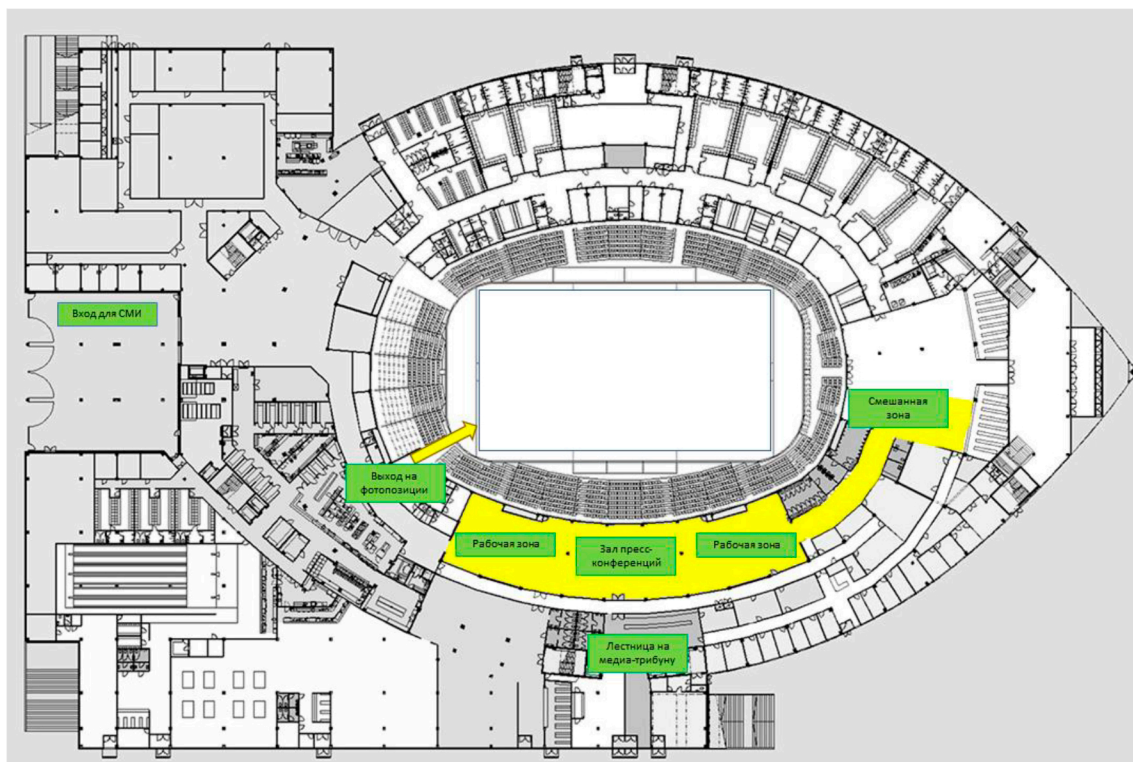 Вход для СМИ
Смешанная
зона
Выход на
фотопозиции
Рабочая зона
Зал пресс-
конференций
Рабочая зона
Лестница на
медиа-трибуну